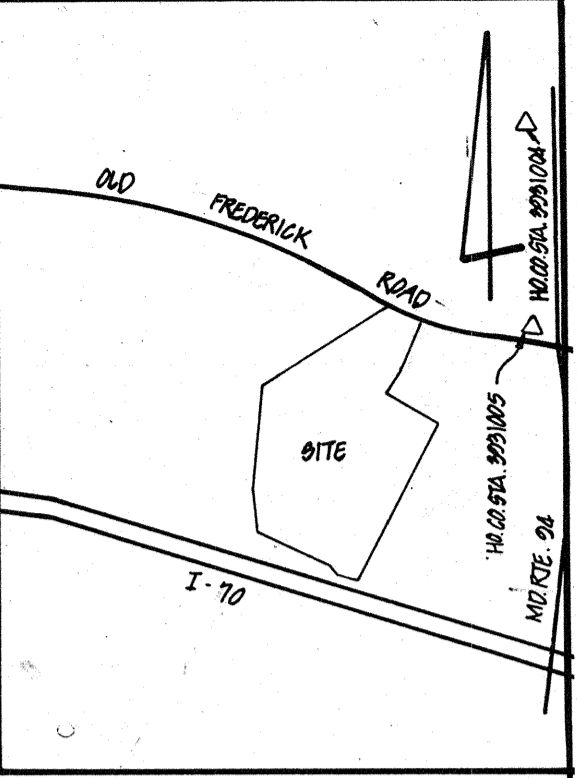 OLD
FREDERICK
ROAD
HO.CO.STA. 3931004
HO.CO.STA. 3931005
SITE
MD.RTE. 94
I-70